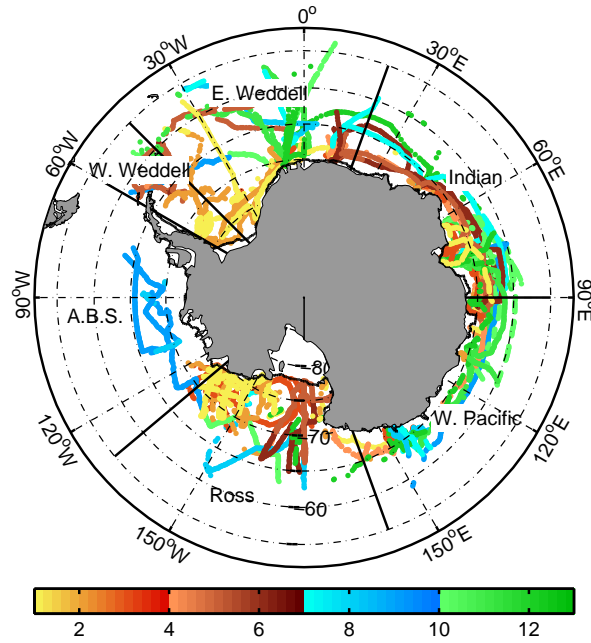 0°
30°W
30°E
E. Weddell
60°W
W. Weddell
Indian
60°E
90°W
A.B.S.
90°E
8
W. Pacific
70
120°W
120°E
Ross
60
150°W
150°E
2 4 6 8 10 12